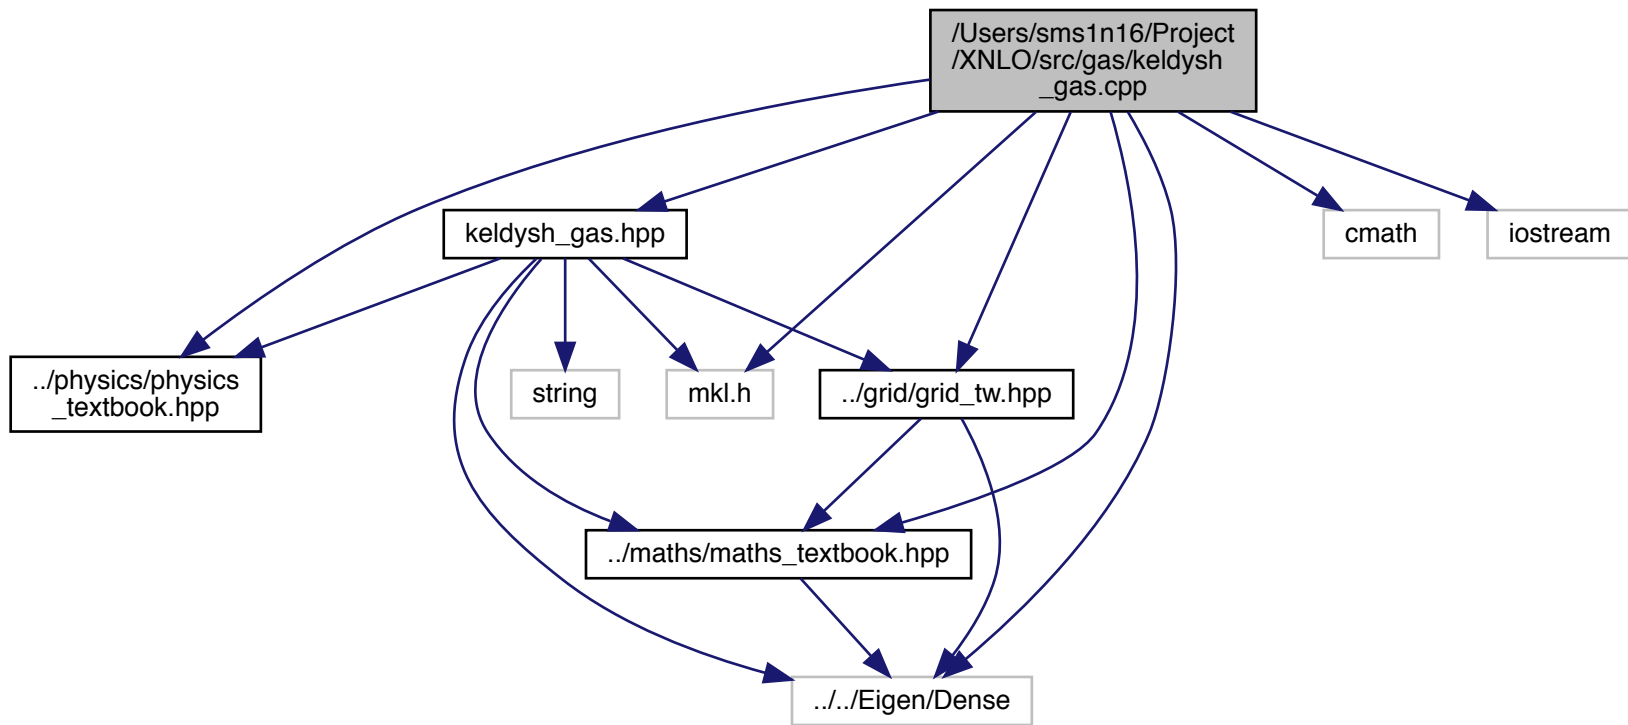 /Users/sms1n16/Project
/XNLO/src/gas/keldysh
_gas.cpp
keldysh_gas.hpp
cmath
iostream
../physics/physics
_textbook.hpp
string
mkl.h
../grid/grid_tw.hpp
../maths/maths_textbook.hpp
../../Eigen/Dense